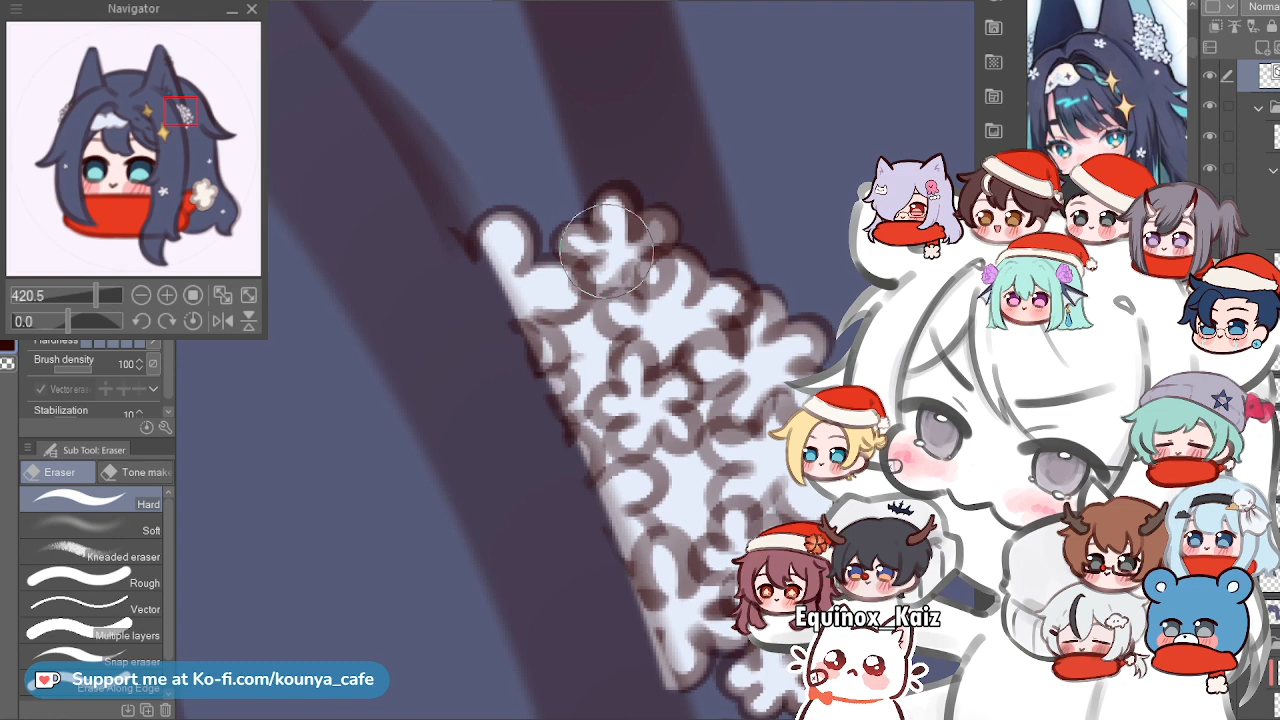 Navigator
Norma
420.5
0.0
Hardness
Brush density
100
Vector eras
Stabilization
10
Sub Tool: Eraser
Eraser
Tone mak
Hard
Soft
Kneaded eraser
Rough
Vector
Multiple layers
Snap eraser
Erase Along Edge
Support me at Ko-fi.com/kounya_cafe
Equinox_Kaiz